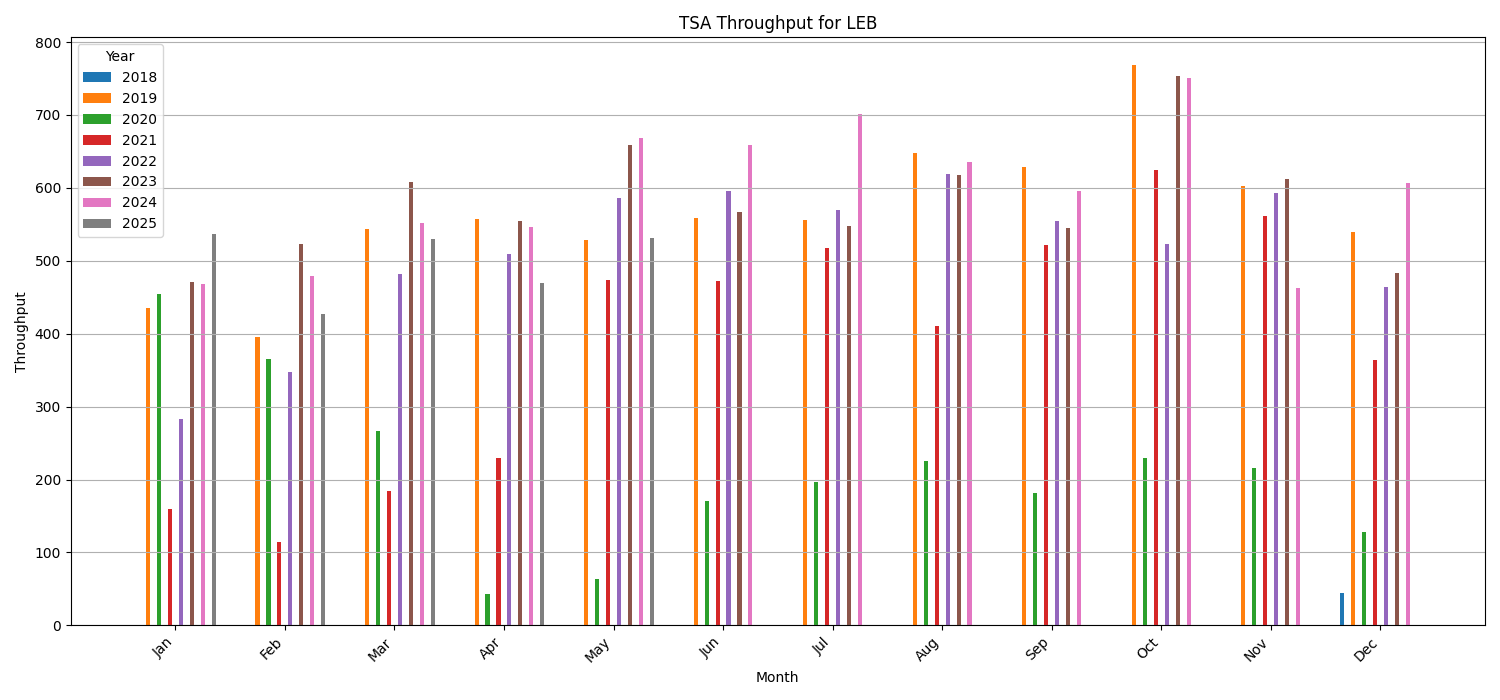 TSA Throughput for LEB
Year
2018
2019
2020
2021
2022
2023
2024
2025
Throughput
800
700
600
500
400
300
200
100
0
Jan
Feb
Mar
Apr
May
Jun
Jul
Aug
Sep
Oct
Nov
Dec
Month